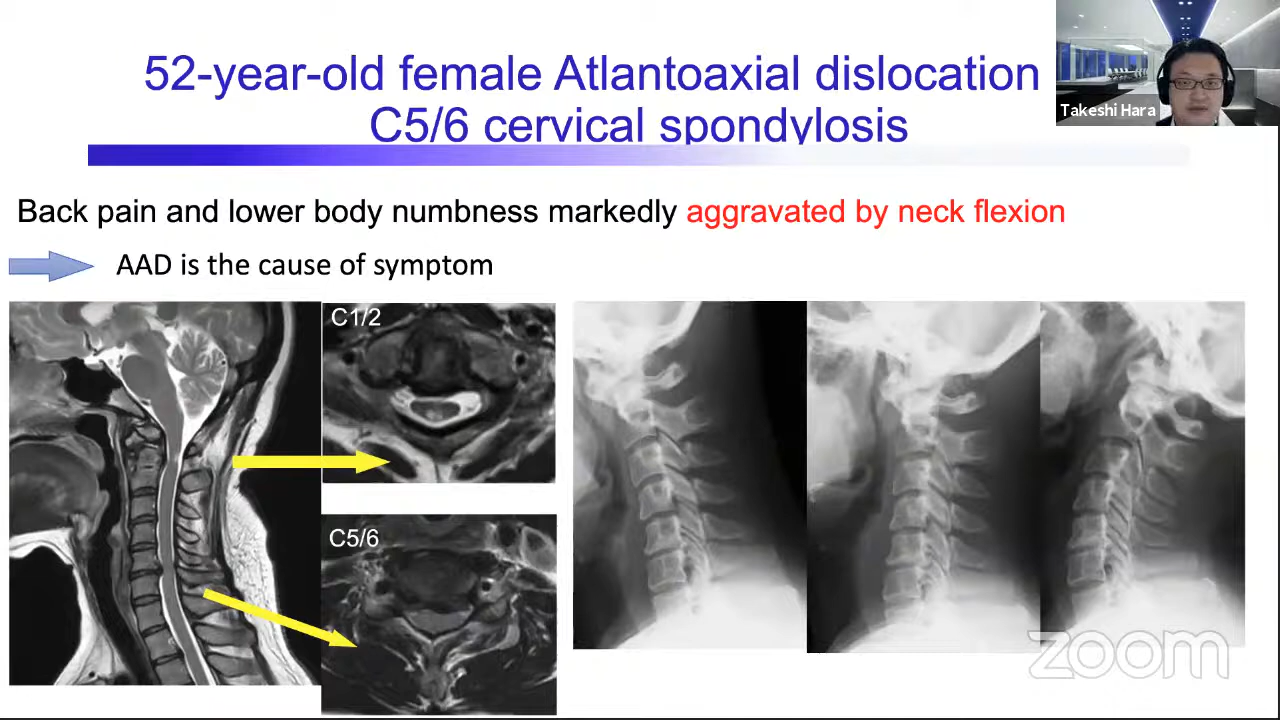 52-year-old female Atlantoaxial dislocation
C5/6 cervical spondylosis
Takeshi Hara
Back pain and lower body numbness markedly aggravated by neck flexion
AAD is the cause of symptom
C1/2
C5/6
zoom